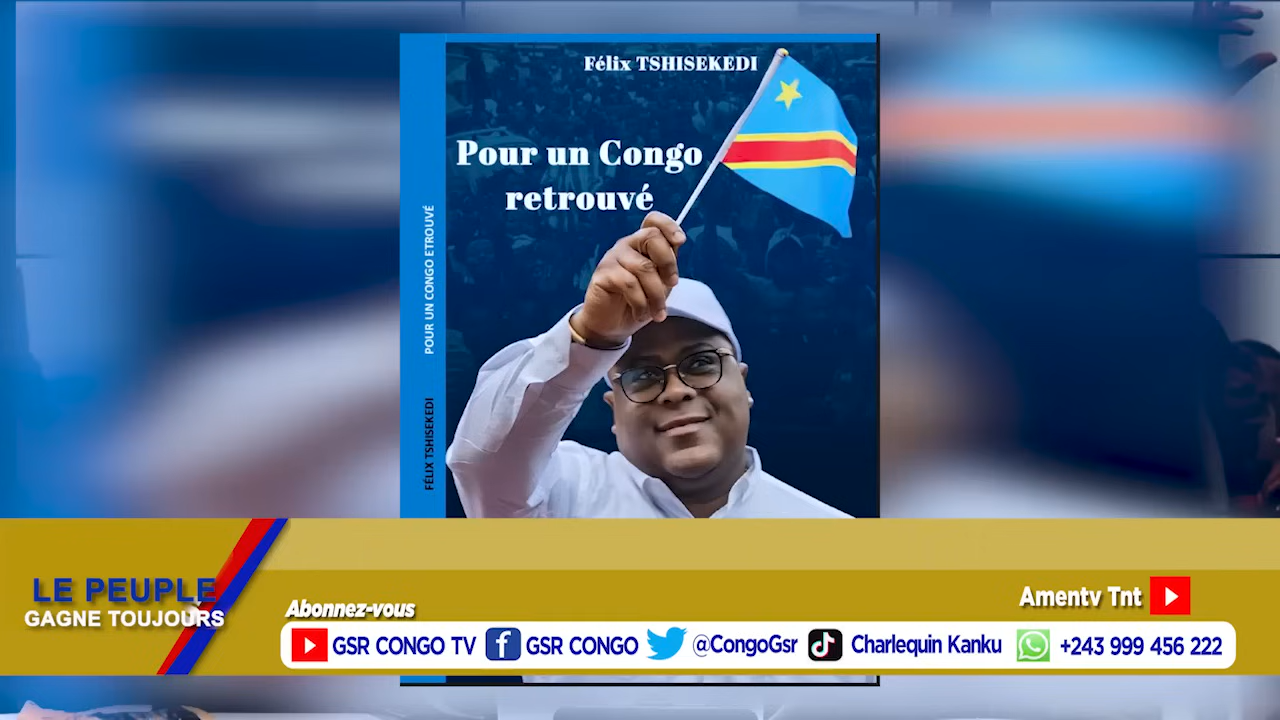 Félix TSHISEKEDI
Pour un Congo
retrouvé
POUR UN CONGO ETROUVÉ
FÉLIX TSHISEKEDI
LE PEUPLE
GAGNE TOUJOURS
Amentv Tnt
Abonnez-vous
GSR CONGO TV GSR CONGO @CongoGsr Charlequin Kanku +243 999 456 222